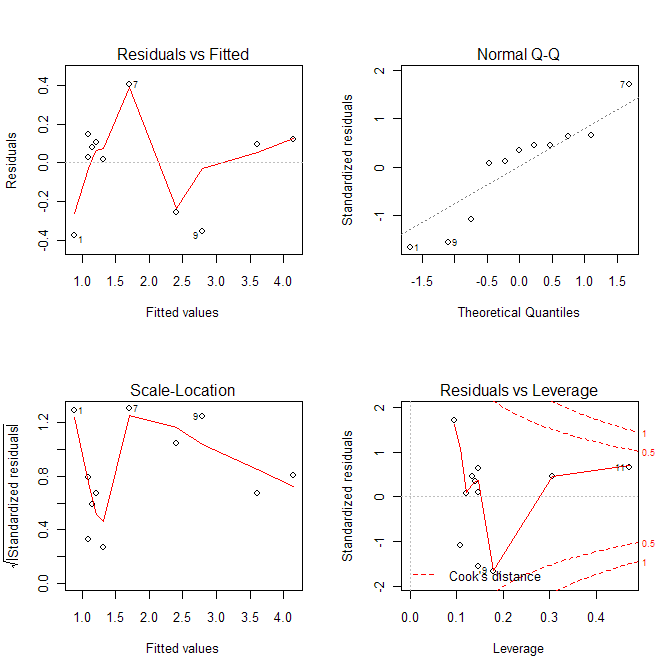 Residuals vs Fitted
Residuals
0.4
0.2
0.0
-0.2
-0.4
7
1
9
1.0 1.5 2.0 2.5 3.0 3.5 4.0
Fitted values
Normal Q-Q
Standardized residuals
2
1
0
-1
7
9
1
-1.5 -0.5 0.0 0.5 1.0 1.5
Theoretical Quantiles
Scale-Location
√|Standardized residuals|
1.2
0.8
0.4
0.0
1
7
9
1.0 1.5 2.0 2.5 3.0 3.5 4.0
Fitted values
Residuals vs Leverage
Standardized residuals
2
1
0
-1
-2
1
0.5
11
9
0.5
1
Cook's distance
0.0 0.1 0.2 0.3 0.4
Leverage